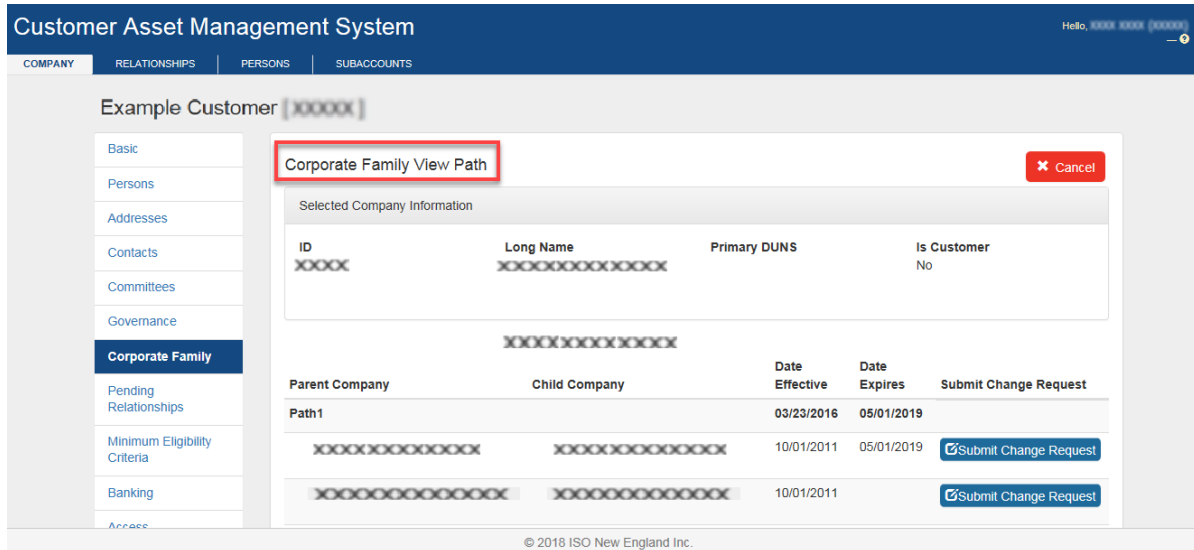 Customer Asset Management System
Hello,
COMPANY RELATIONSHIPS PERSONS SUBACCOUNTS
Example Customer
Basic
Corporate Family View Path
Cancel
Persons
Selected Company Information
Addresses
Contacts
ID Long Name Primary DUNS Is Customer
No
Committees
Governance
Corporate Family
Date Date
Parent Company Child Company Effective Expires Submit Change Request
Pending
Relationships
Path1 03/23/2016 05/01/2019
Minimum Eligibility
Criteria
10/01/2011 05/01/2019 Submit Change Request
Banking
10/01/2011 Submit Change Request
Access
© 2018 ISO New England Inc.